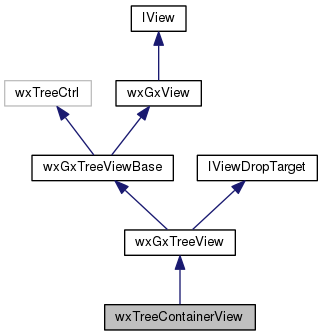 IView
wxTreeCtrl
wxGxView
wxGxTreeViewBase
IViewDropTarget
wxGxTreeView
wxTreeContainerView